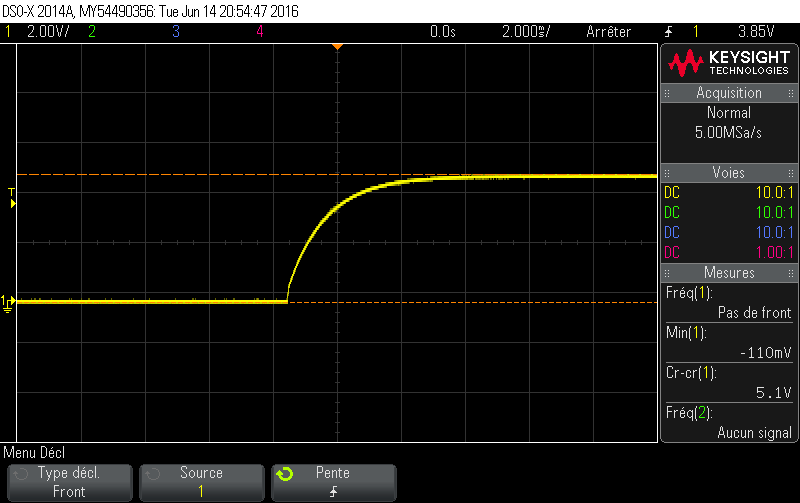 DSO-X 2014A, MY54490356: Tue Jun 14 20:54:47 2016
1 2.00V/ 2 3 4 0.0s 2.000ms/ Arrêter 1 3.85V
KEYSIGHT
TECHNOLOGIES
Acquisition
Normal
5.00MSa/s
Voies
DC 10.0:1
DC 10.0:1
DC 10.0:1
DC 1.00:1
Mesures
Fréq(1):
Pas de front
Min(1):
-110mV
Cr-cr(1):
5.1V
Fréq(2):
Aucun signal
T
1
Menu Décl
Type décl.
Front
Source
1
Pente